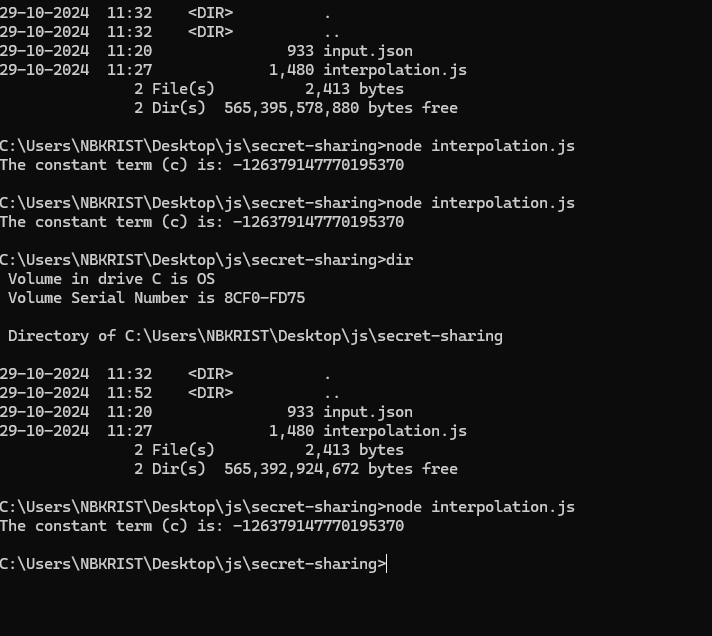 29-10-2024  11:32    <DIR>          .
29-10-2024  11:32    <DIR>          ..
29-10-2024  11:20               933 input.json
29-10-2024  11:27             1,480 interpolation.js
               2 File(s)          2,413 bytes
               2 Dir(s)  565,395,578,880 bytes free
C:\Users\NBKRIST\Desktop\js\secret-sharing>node interpolation.js
The constant term (c) is: -126379147770195370
C:\Users\NBKRIST\Desktop\js\secret-sharing>node interpolation.js
The constant term (c) is: -126379147770195370
C:\Users\NBKRIST\Desktop\js\secret-sharing>dir
 Volume in drive C is OS
 Volume Serial Number is 8CF0-FD75
 Directory of C:\Users\NBKRIST\Desktop\js\secret-sharing
29-10-2024  11:32    <DIR>          .
29-10-2024  11:52    <DIR>          ..
29-10-2024  11:20               933 input.json
29-10-2024  11:27             1,480 interpolation.js
               2 File(s)          2,413 bytes
               2 Dir(s)  565,392,924,672 bytes free
C:\Users\NBKRIST\Desktop\js\secret-sharing>node interpolation.js
The constant term (c) is: -126379147770195370
C:\Users\NBKRIST\Desktop\js\secret-sharing>